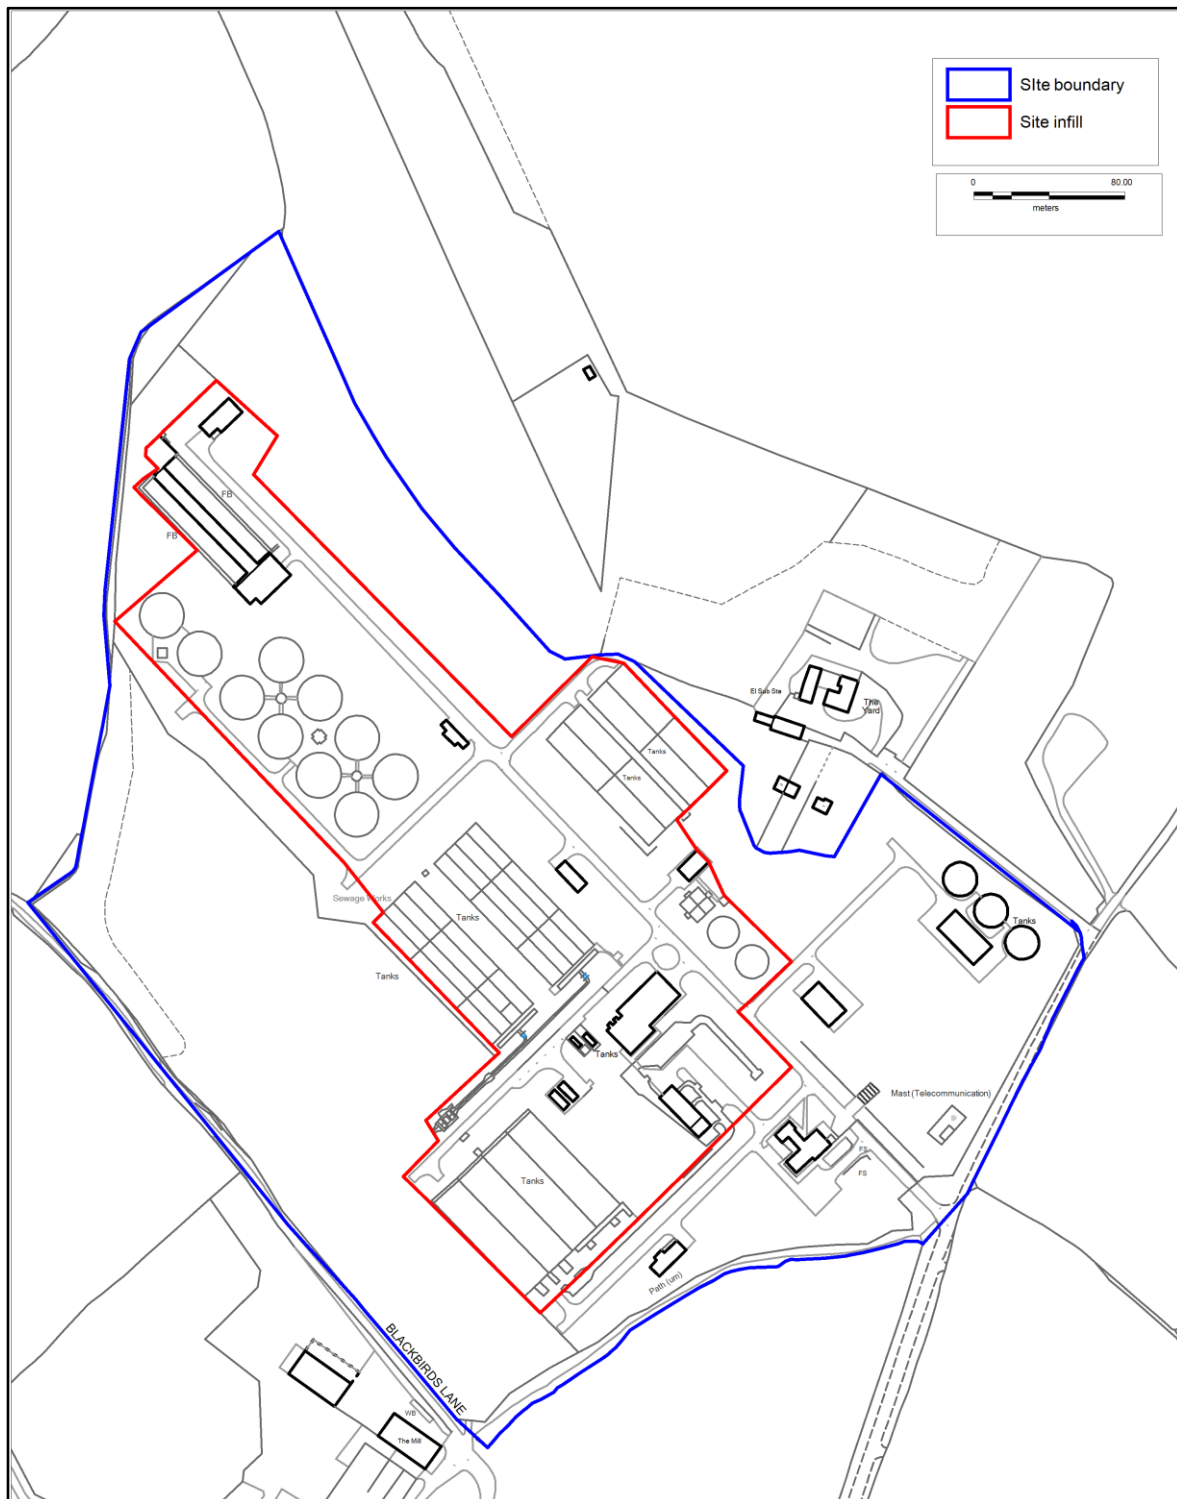 SIte boundary
Site infill
0 80.00
meters
FB
FB
El Sub Sta
The
Yard
Tanks
Tanks
Sewage Works
Tanks
Tanks
Tanks
Tanks
Mast (Telecommunication)
FS
FS
Tanks
Path (um)
BLACKBIRDS LANE
WB
The Mill